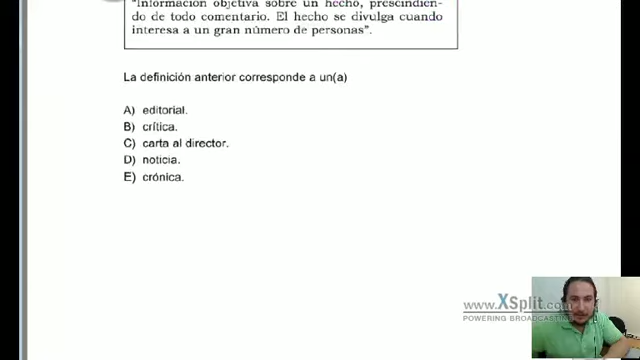 "Información objetiva sobre un hecho, prescindien-
do de todo comentario. El hecho se divulga cuando
interesa a un gran número de personas".
La definición anterior corresponde a un(a)
A) editorial.
B) crítica.
C) carta al director.
D) noticia.
E) crónica.
www.XSplit.com
POWERING BROADCASTING